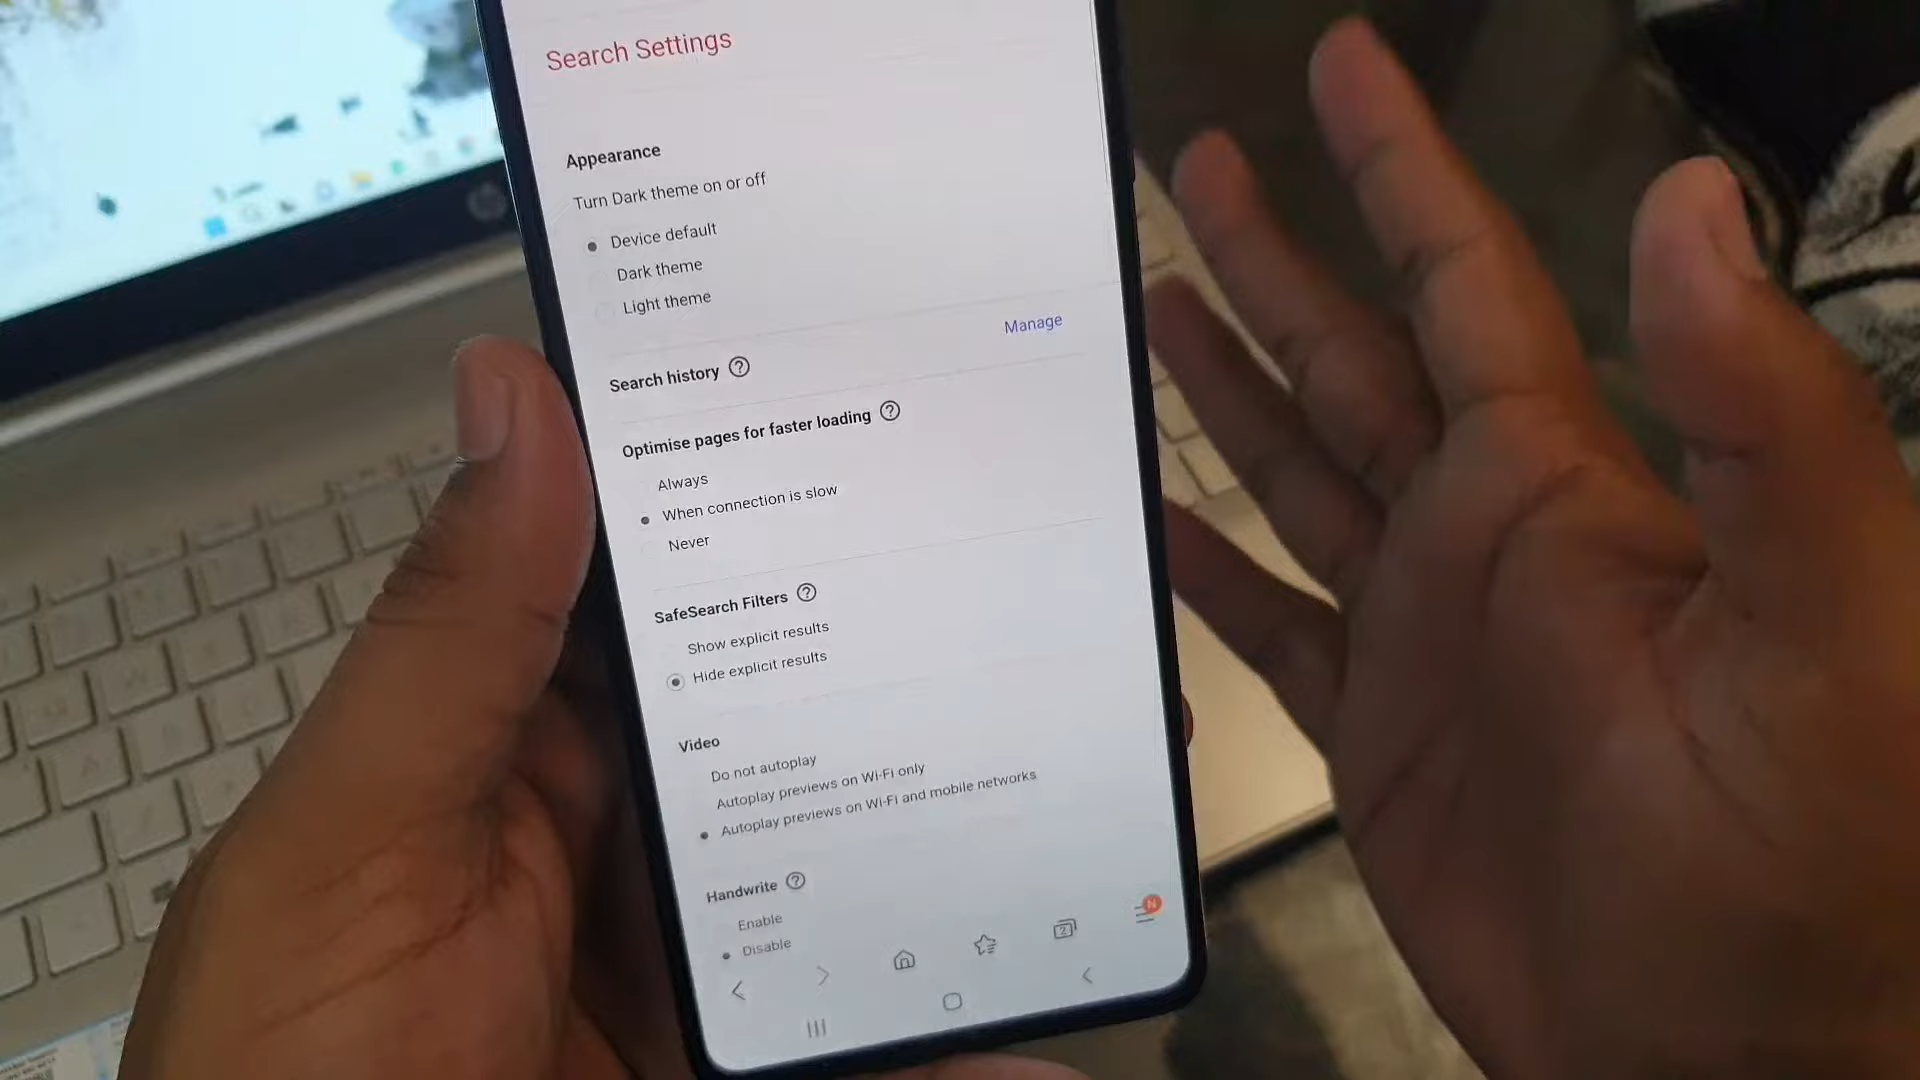 Search Settings
Appearance
Turn Dark theme on or off
Device default
Dark theme
Light theme
Manage
Search history
Optimise pages for faster loading
Always
When connection is slow
Never
SafeSearch Filters
Show explicit results
Hide explicit results
Video
Do not autoplay
Autoplay previews on Wi-Fi only
Autoplay previews on Wi-Fi and mobile networks
Handwrite
Enable
Disable
2
N